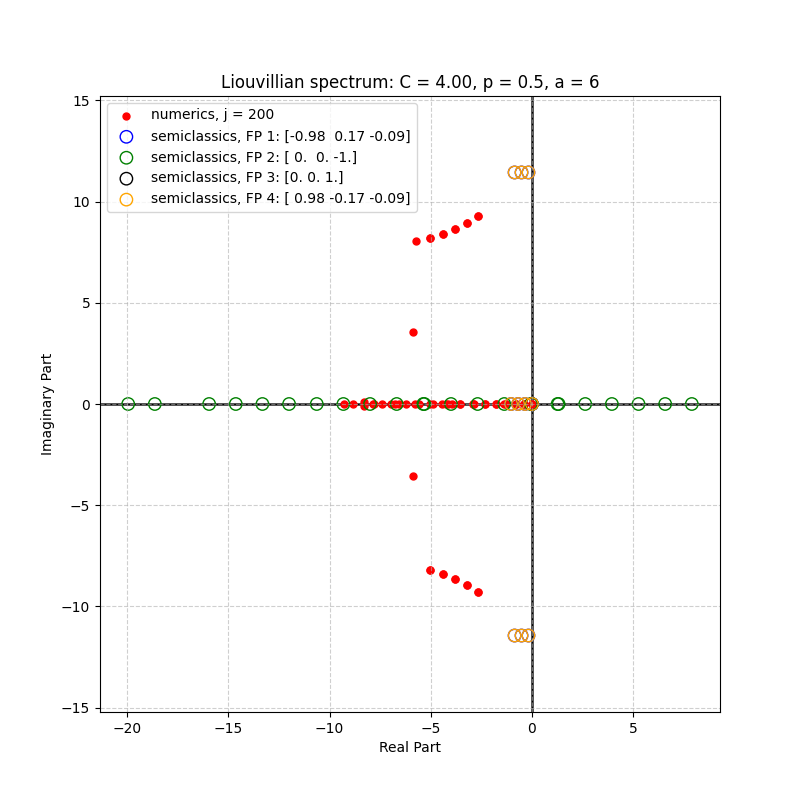 Liouvillian spectrum: C = 4.00, p = 0.5, a = 6
numerics, j = 200
semiclassics, FP 1: [-0.98  0.17 -0.09]
semiclassics, FP 2: [ 0.  0. -1.]
semiclassics, FP 3: [0. 0. 1.]
semiclassics, FP 4: [ 0.98 -0.17 -0.09]
15
10
5
0
−5
−10
−15
Imaginary Part
−20 −15 −10 −5 0 5
Real Part